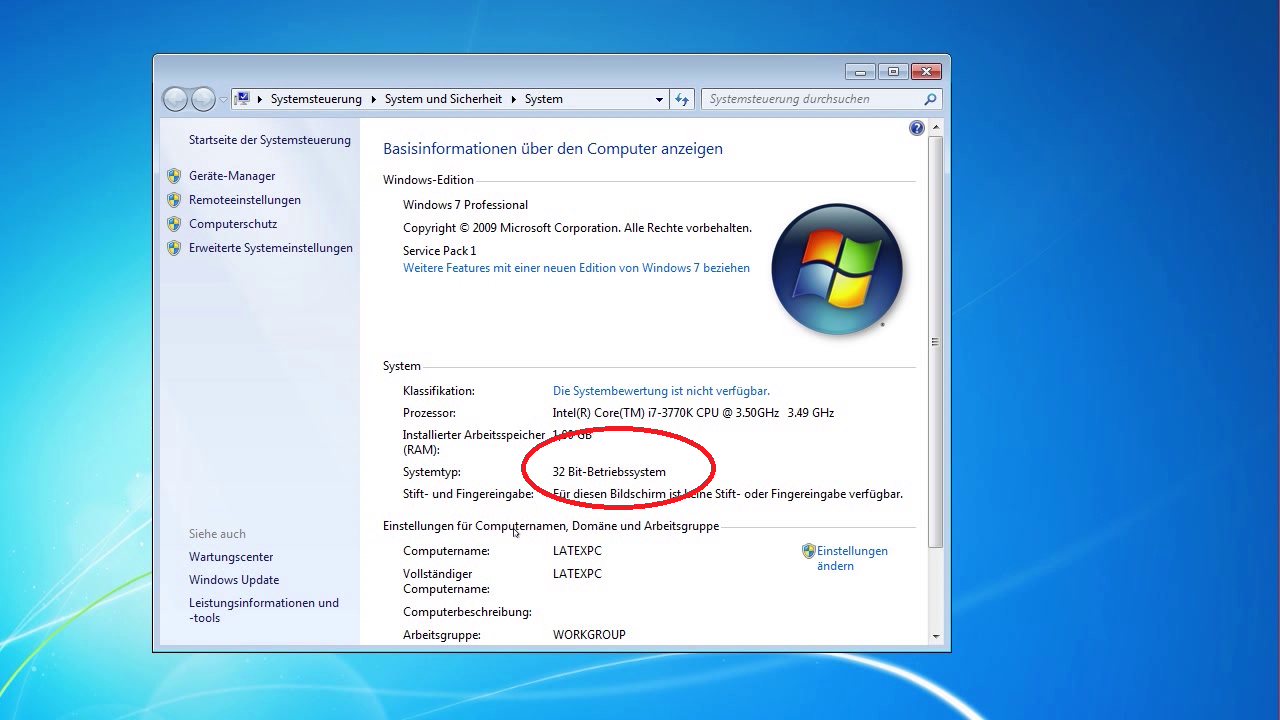 Systemsteuerung System und Sicherheit System
Systemsteuerung durchsuchen
Startseite der Systemsteuerung
Geräte-Manager
Remoteeinstellungen
Computerschutz
Erweiterte Systemeinstellungen
Siehe auch
Wartungscenter
Windows Update
Leistungsinformationen und
-tools
Basisinformationen über den Computer anzeigen
Windows-Edition
Windows 7 Professional
Copyright © 2009 Microsoft Corporation. Alle Rechte vorbehalten.
Service Pack 1
Weitere Features mit einer neuen Edition von Windows 7 beziehen
System
Klassifikation: Die Systembewertung ist nicht verfügbar.
Prozessor: Intel(R) Core(TM) i7-3770K CPU @ 3.50GHz 3.49 GHz
Installierter Arbeitsspeicher 1,00 GB
(RAM):
Systemtyp: 32 Bit-Betriebssystem
Stift- und Fingereingabe: Für diesen Bildschirm ist keine Stift- oder Fingereingabe verfügbar.
Einstellungen für Computernamen, Domäne und Arbeitsgruppe
Computername: LATEXPC
Einstellungen
ändern
Vollständiger LATEXPC
Computername:
Computerbeschreibung:
Arbeitsgruppe: WORKGROUP